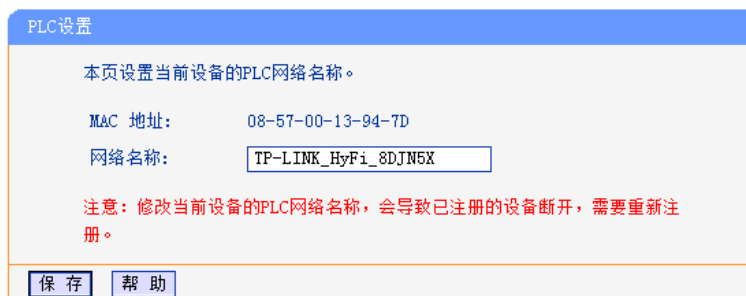 PLC设置
本页设置当前设备的PLC网络名称。
MAC 地址: 08-57-00-13-94-7D
网络名称: TP-LINK_HyFi_8DJN5X
注意: 修改当前设备的PLC网络名称，会导致已注册的设备断开，需要重新注
册。
保 存 帮 助